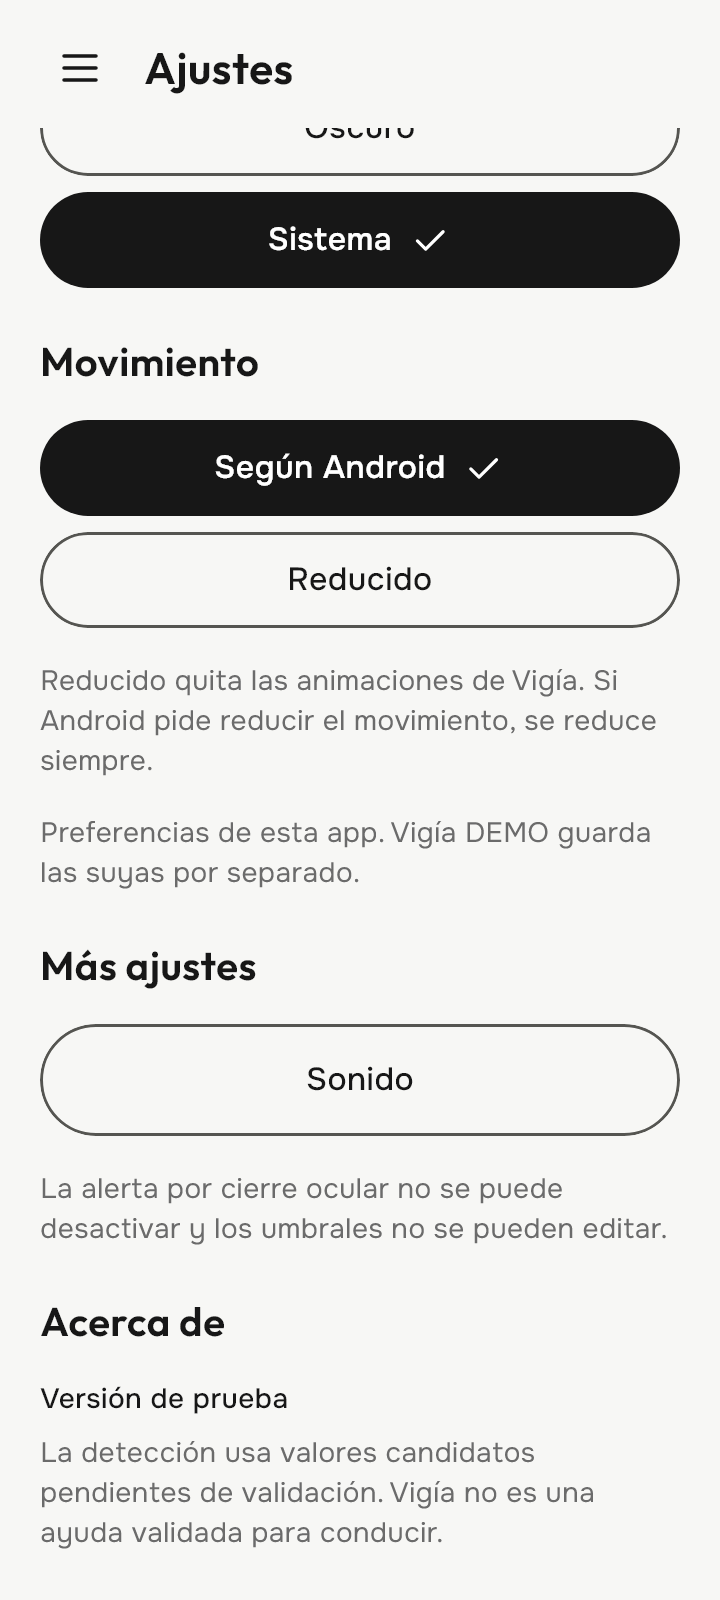 Ajustes
Oscuro
Sistema
Movimiento
Según Android
Reducido
Reducido quita las animaciones de Vigía. Si
Android pide reducir el movimiento, se reduce
siempre.
Preferencias de esta app. Vigía DEMO guarda
las suyas por separado.
Más ajustes
Sonido
La alerta por cierre ocular no se puede
desactivar y los umbrales no se pueden editar.
Acerca de
Versión de prueba
La detección usa valores candidatos
pendientes de validación. Vigía no es una
ayuda validada para conducir.